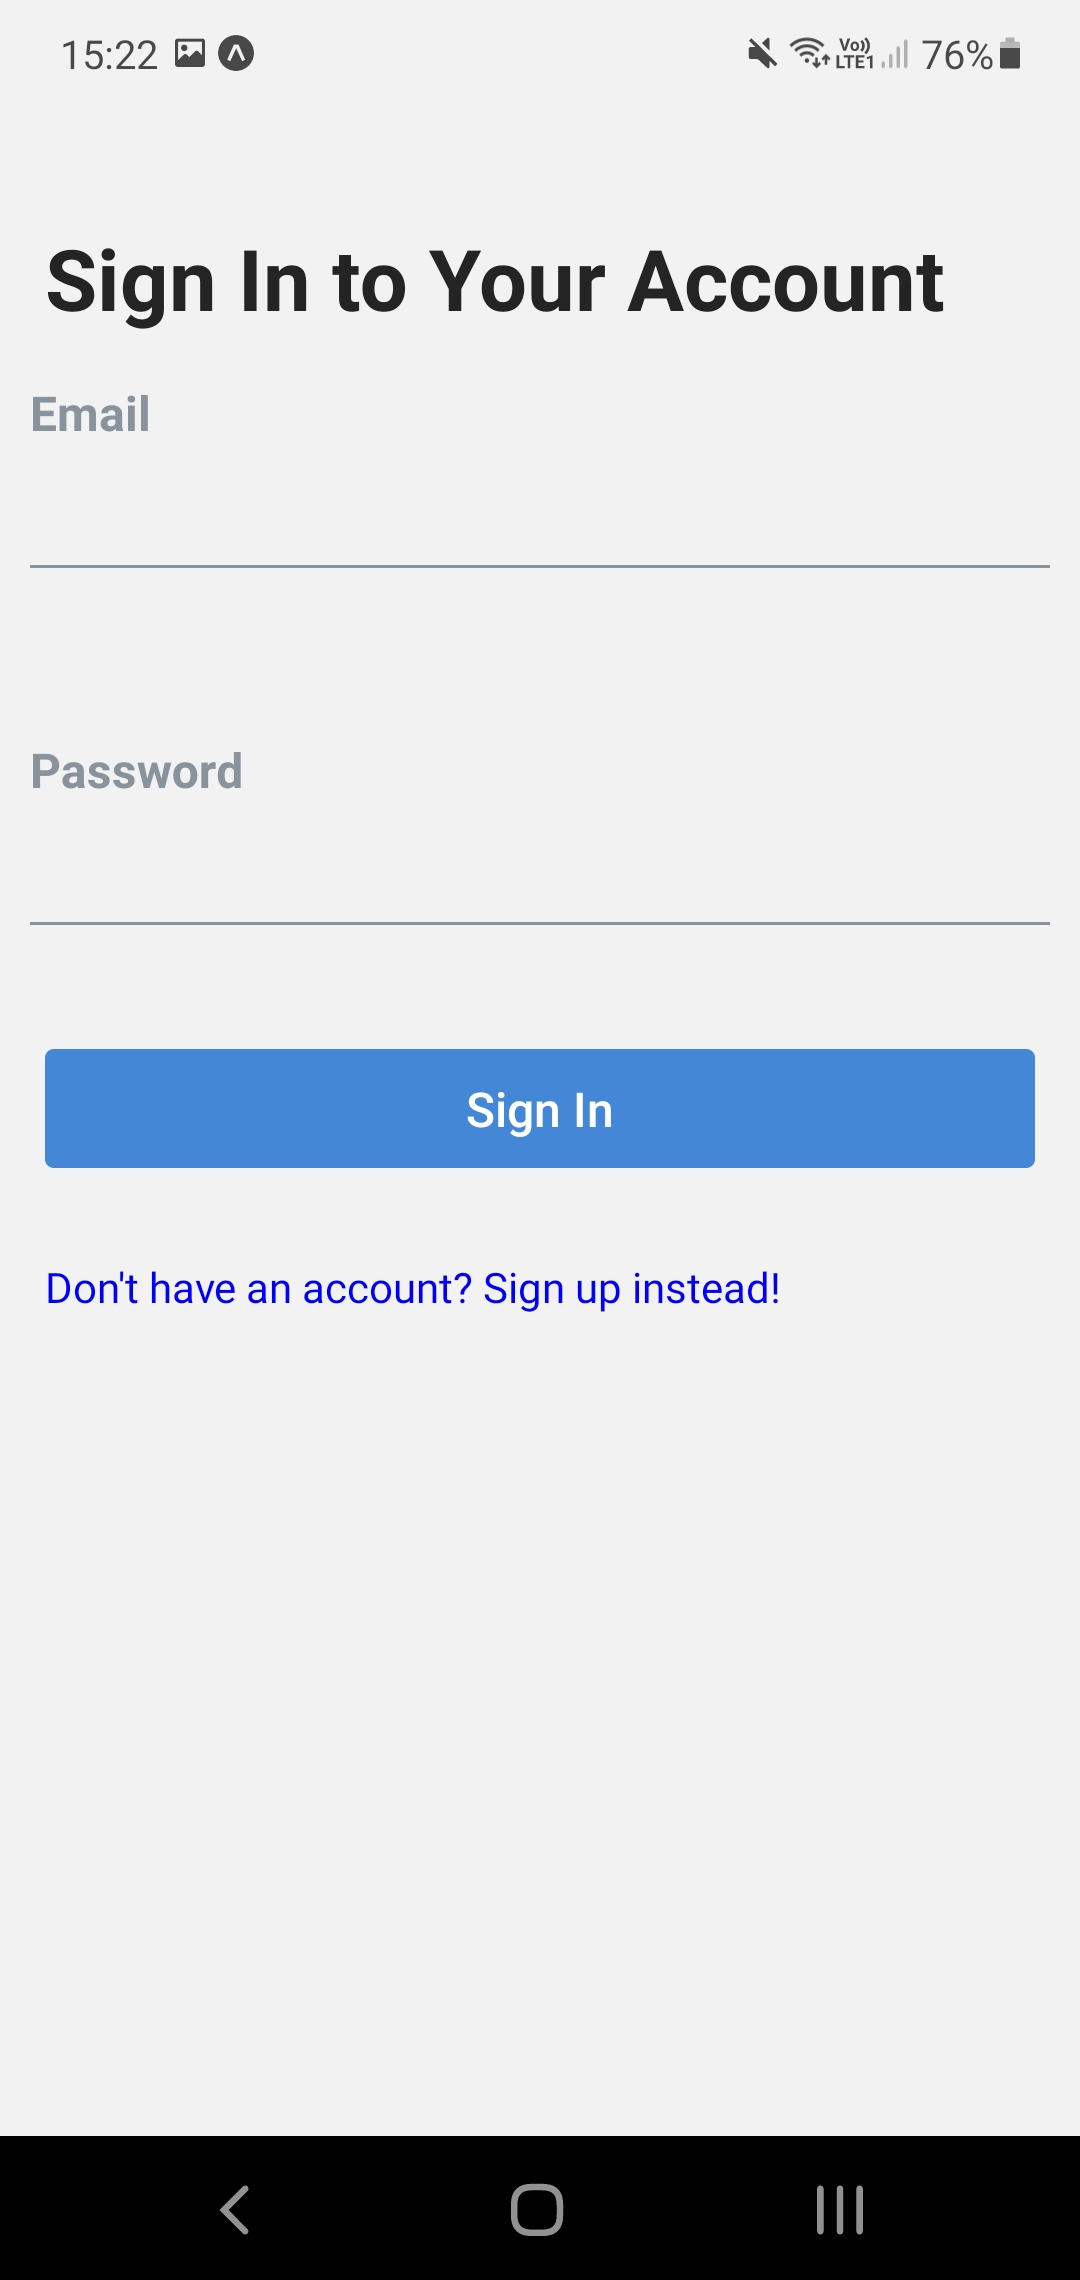 15:22
Vo)) LTE1 76%
Sign In to Your Account
Email
Password
Sign In
Don't have an account? Sign up instead!